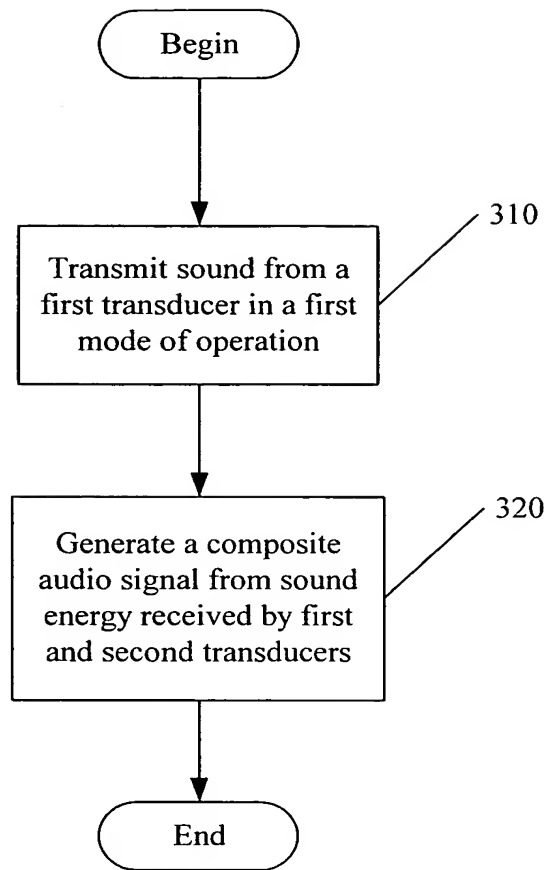 Begin
310
Transmit sound from a
first transducer in a first
mode of operation
320
Generate a composite
audio signal from sound
energy received by first
and second transducers
End